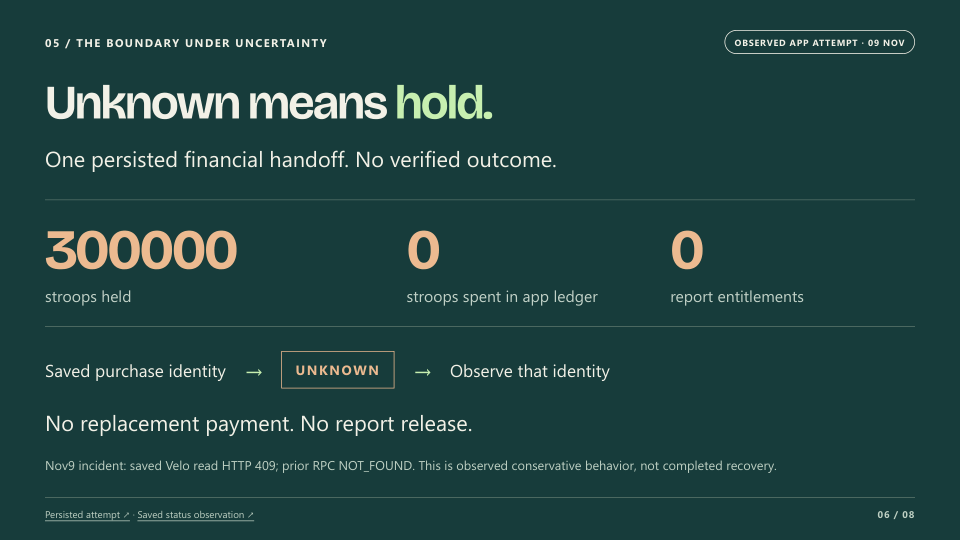 05 / THE BOUNDARY UNDER UNCERTAINTY
OBSERVED APP ATTEMPT · 09 NOV
Unknown means hold.
One persisted financial handoff. No verified outcome.
300000
stroops held
0
stroops spent in app ledger
0
report entitlements
Saved purchase identity → UNKNOWN → Observe that identity
No replacement payment. No report release.
Nov9 incident: saved Velo read HTTP 409; prior RPC NOT_FOUND. This is observed conservative behavior, not completed recovery.
Persisted attempt ↗ · Saved status observation ↗
06 / 08